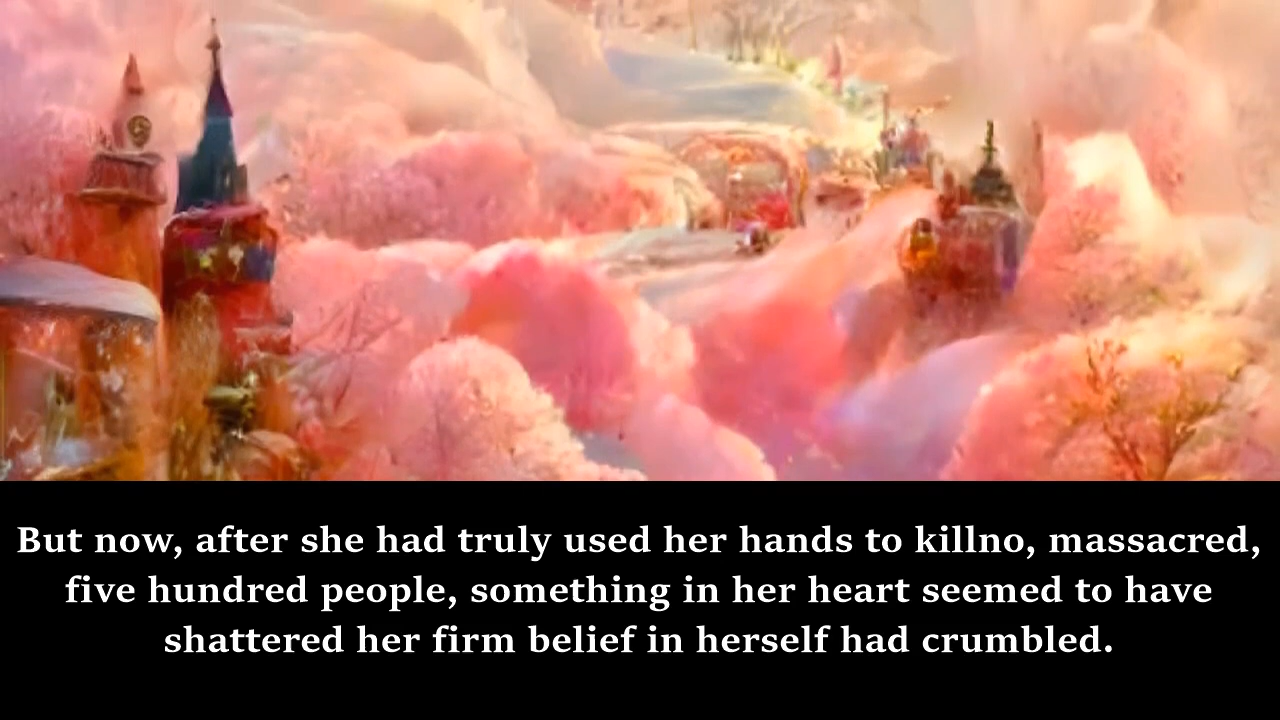 But now, after she had truly used her hands to killno, massacred,
five hundred people, something in her heart seemed to have
shattered her firm belief in herself had crumbled.